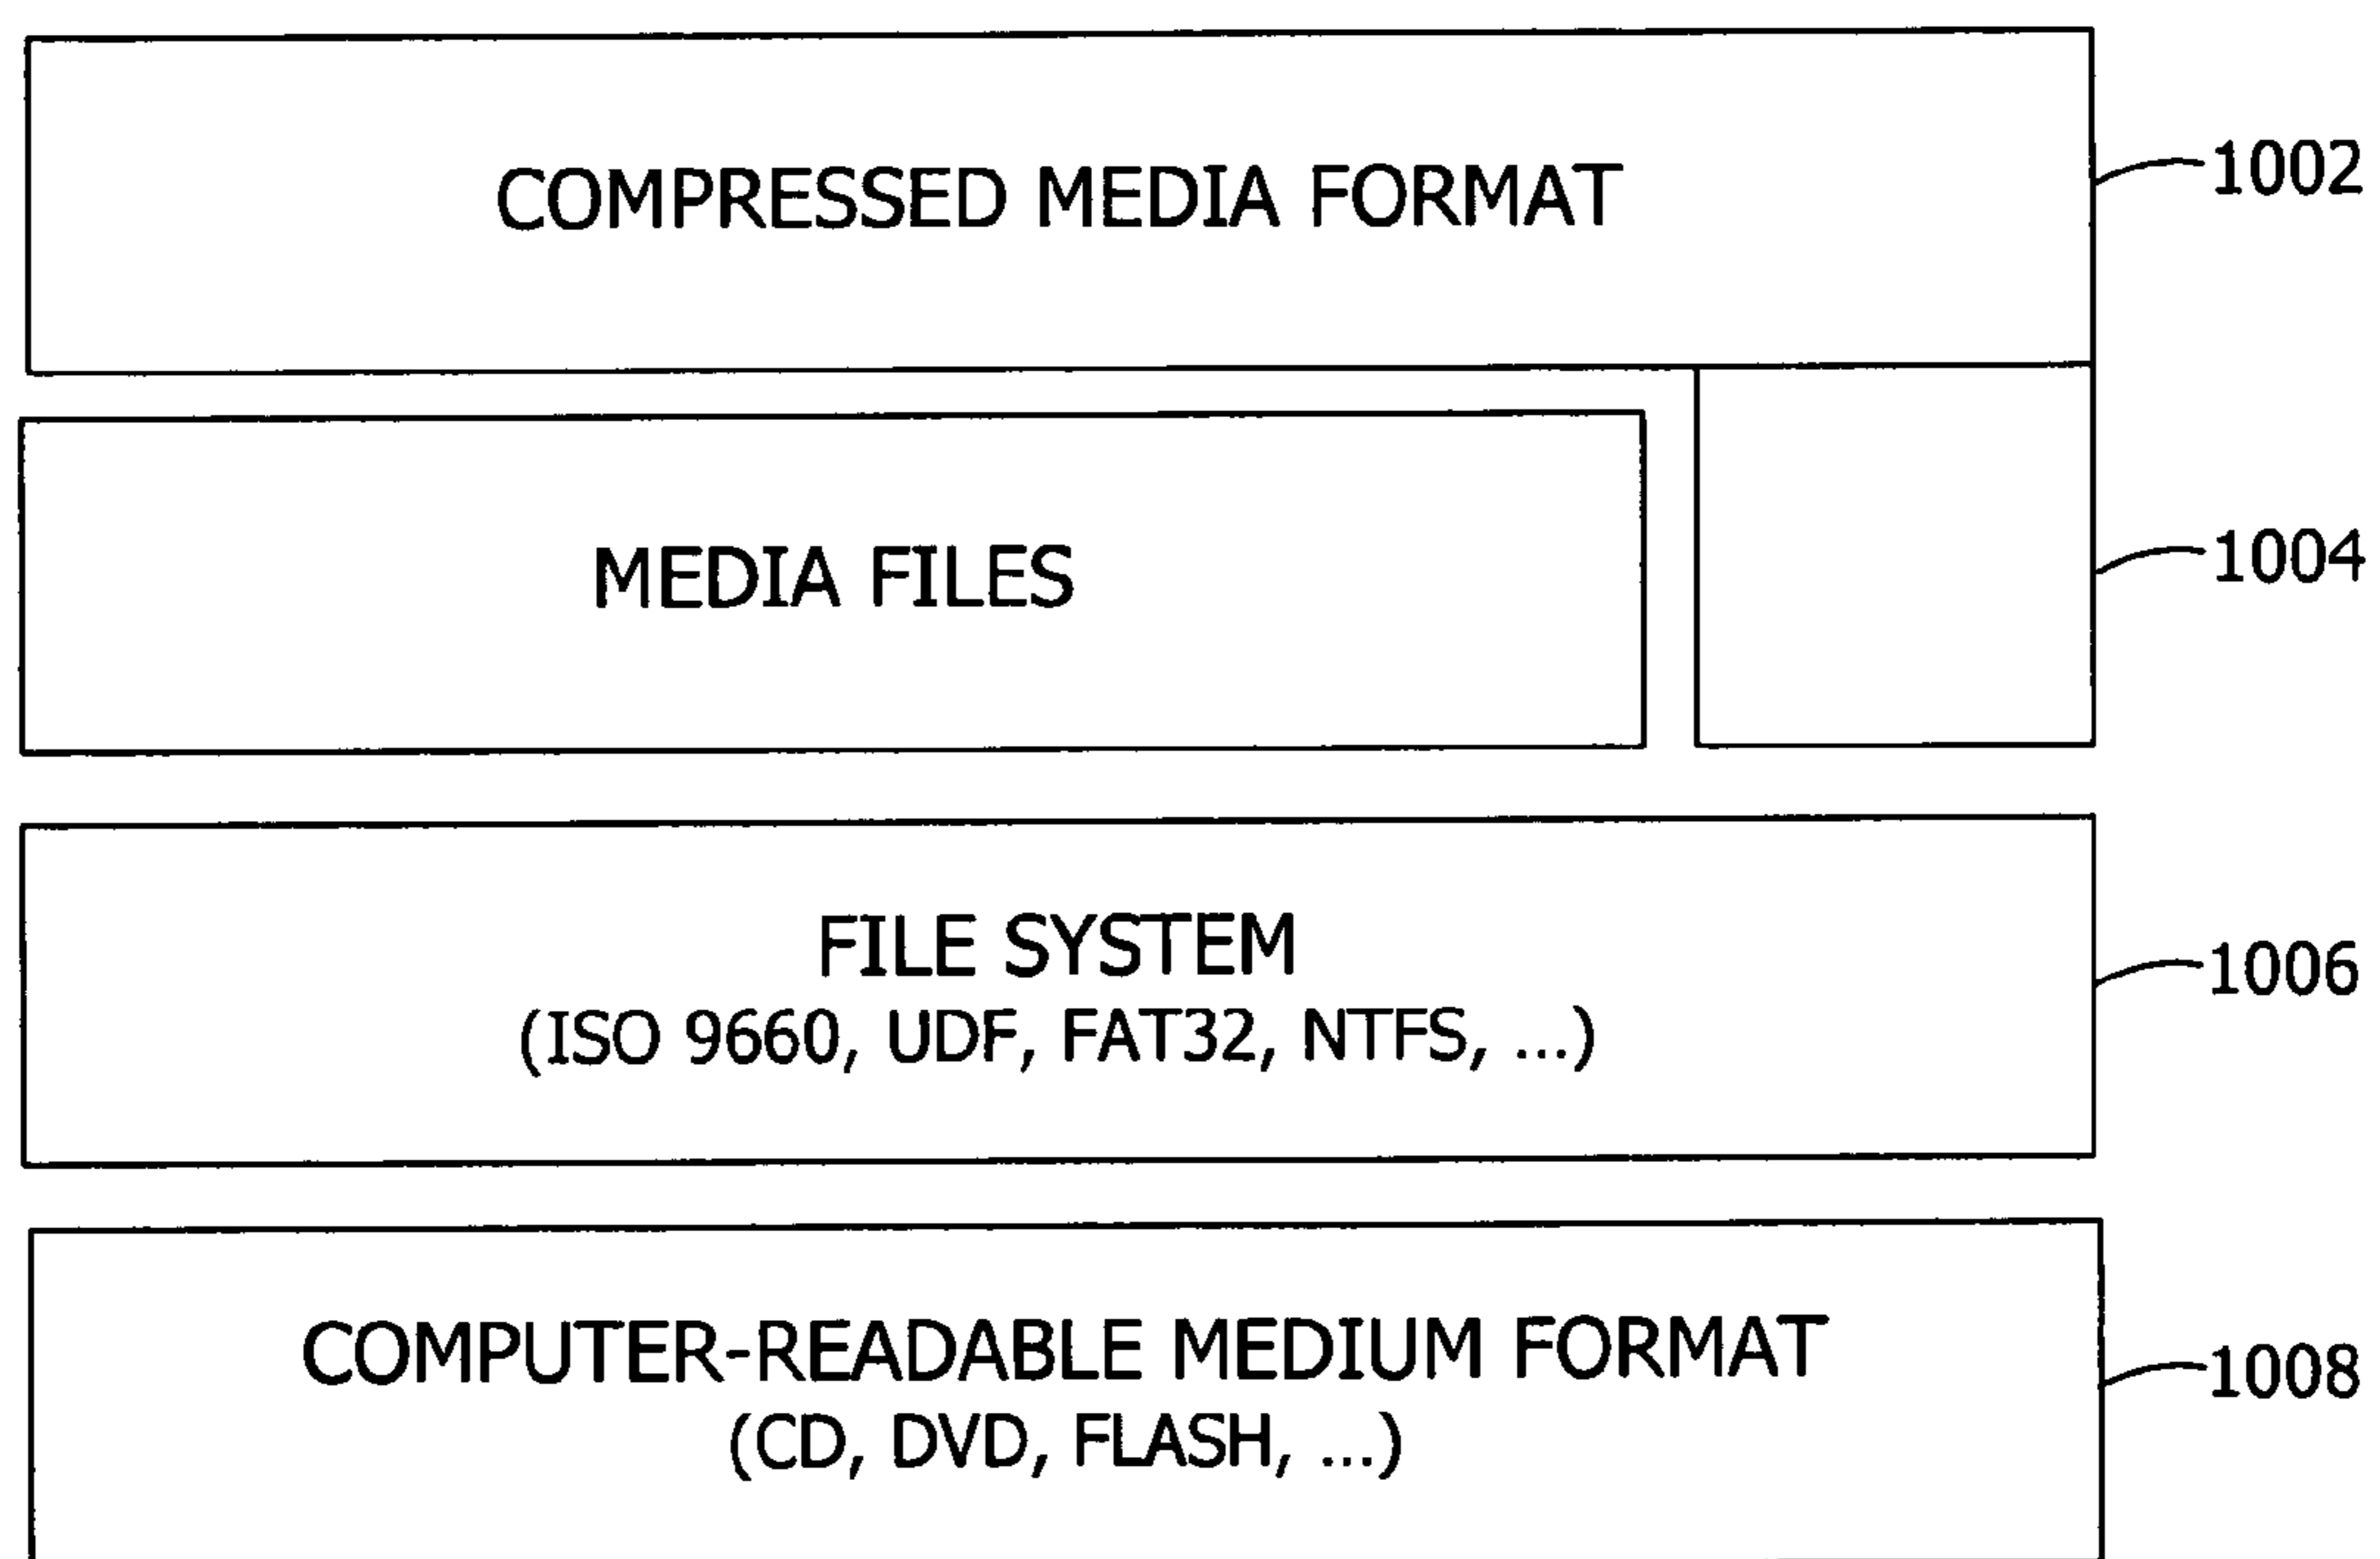 COMPRESSED MEDIA FORMAT
1002
MEDIA FILES
1004
FILE SYSTEM
(ISO 9660, UDF, FAT32, NTFS, ...)
1006
COMPUTER-READABLE MEDIUM FORMAT
(CD, DVD, FLASH, ...)
1008